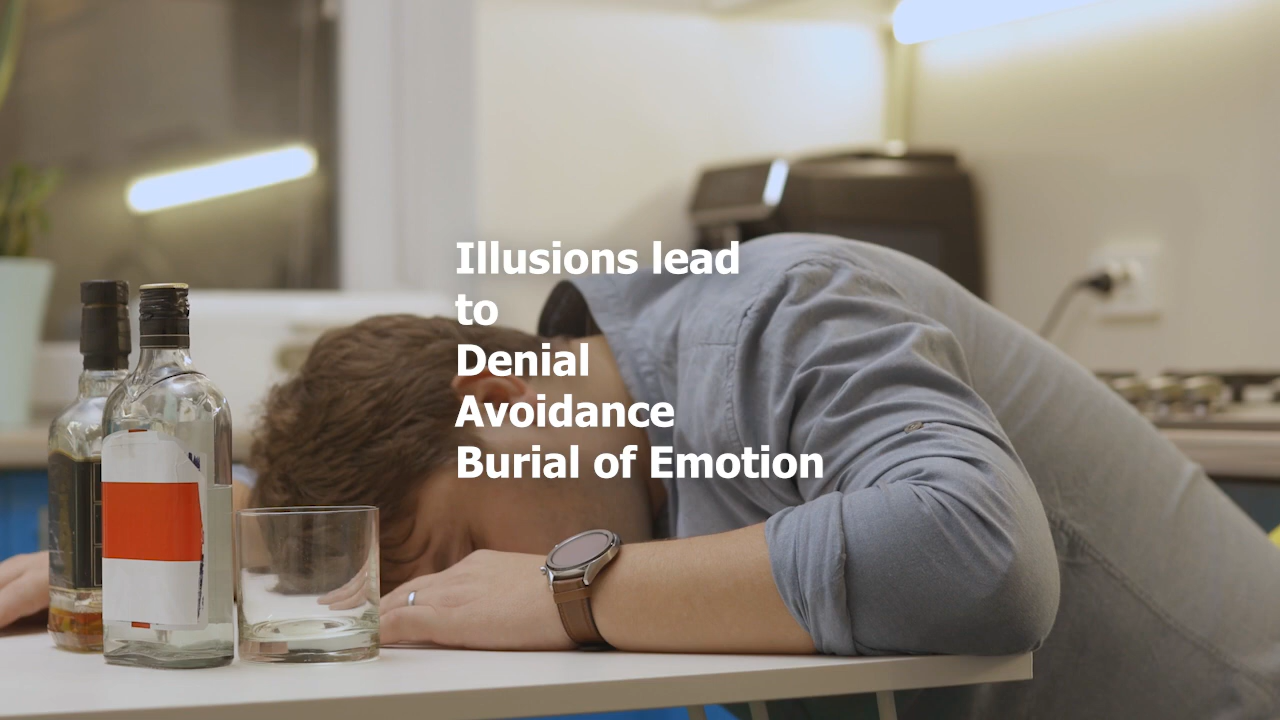 Illusions lead
to
Denial
Avoidance
Burial of Emotion